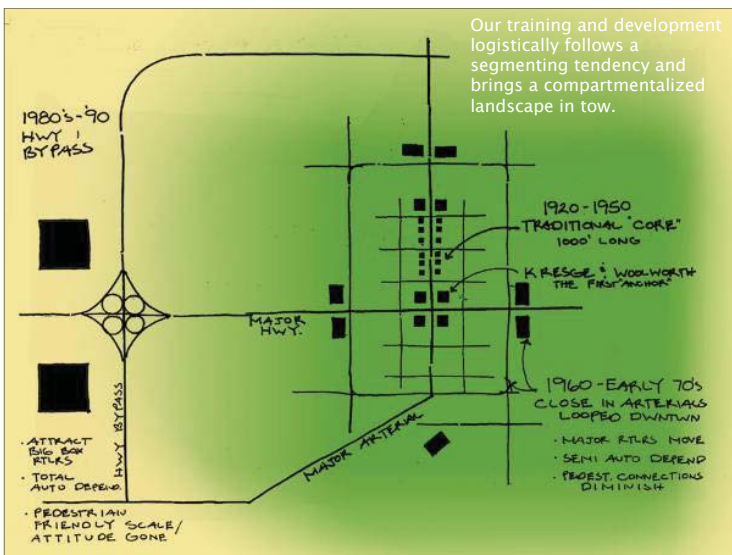 Our training and development
logistically follows a
segmenting tendency and
brings a compartmentalized
landscape in tow.
1980's-'90
HWY 1
BYPASS
1920-1950
TRADITIONAL "CORE"
1000' LONG
KRESGE & WOOLWORTH
THE FIRST "ANCHOR"
MAJOR
HWY.
1960-EARLY 70's
CLOSE IN ARTERIALS
LOOPED DWNTWN
· MAJOR RTLRS MOVE
· SEMI AUTO DEPEND
· PEDEST. CONNECTIONS
DIMINISH
MAJOR ARTERIAL
HWY BYPASS
· ATTRACT
BIG BOX
RTLRS
· TOTAL
AUTO DEPEND.
· PEDESTRIAN
FRIENDLY SCALE/
ATTITUDE GONE